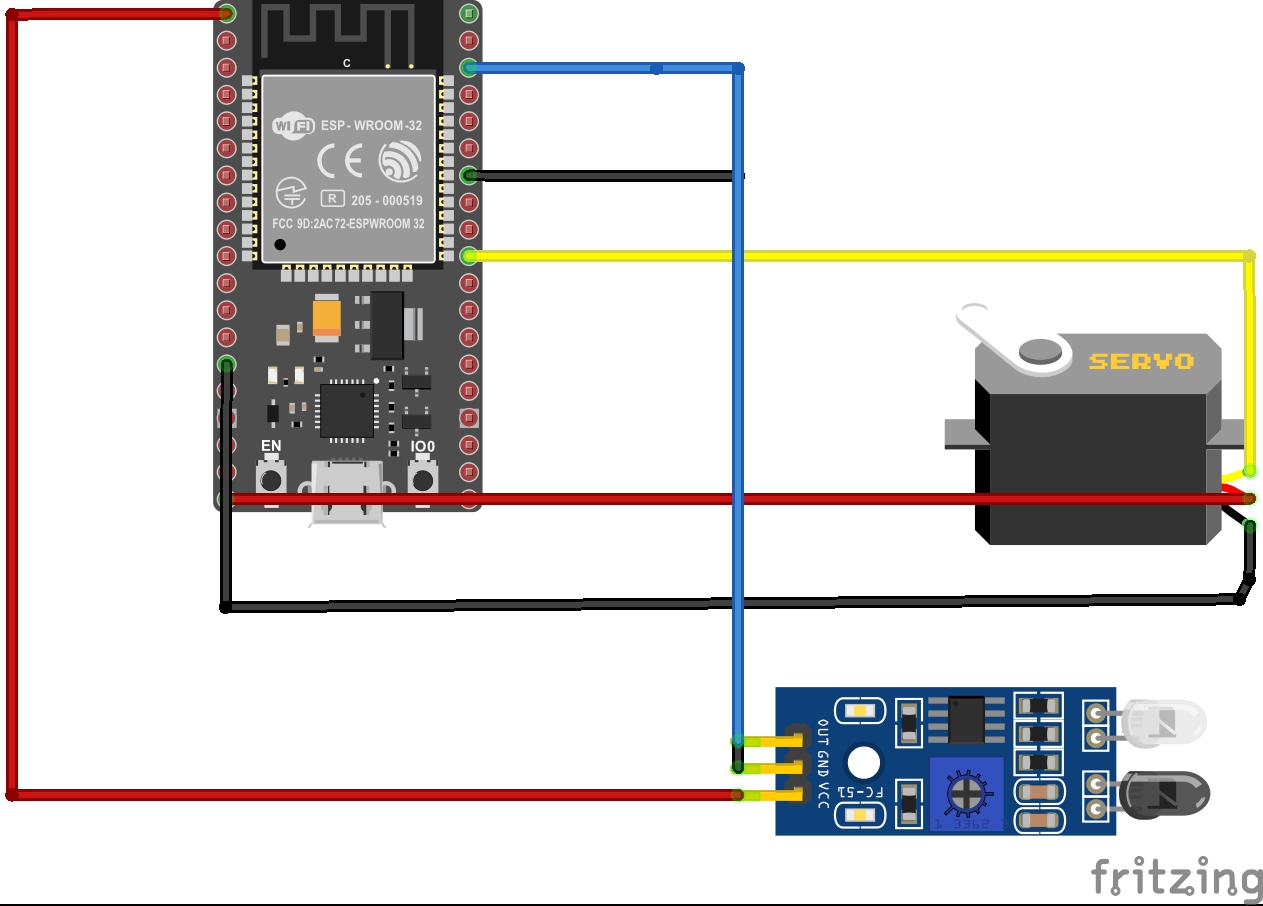 C
WiFi ESP-WROOM-32
CE
R 205-000519
FCC 9D:2AC72-ESPWROOM 32
SERVO
EN
IO0
OUT GND VCC
FC-51
3362
fritzing